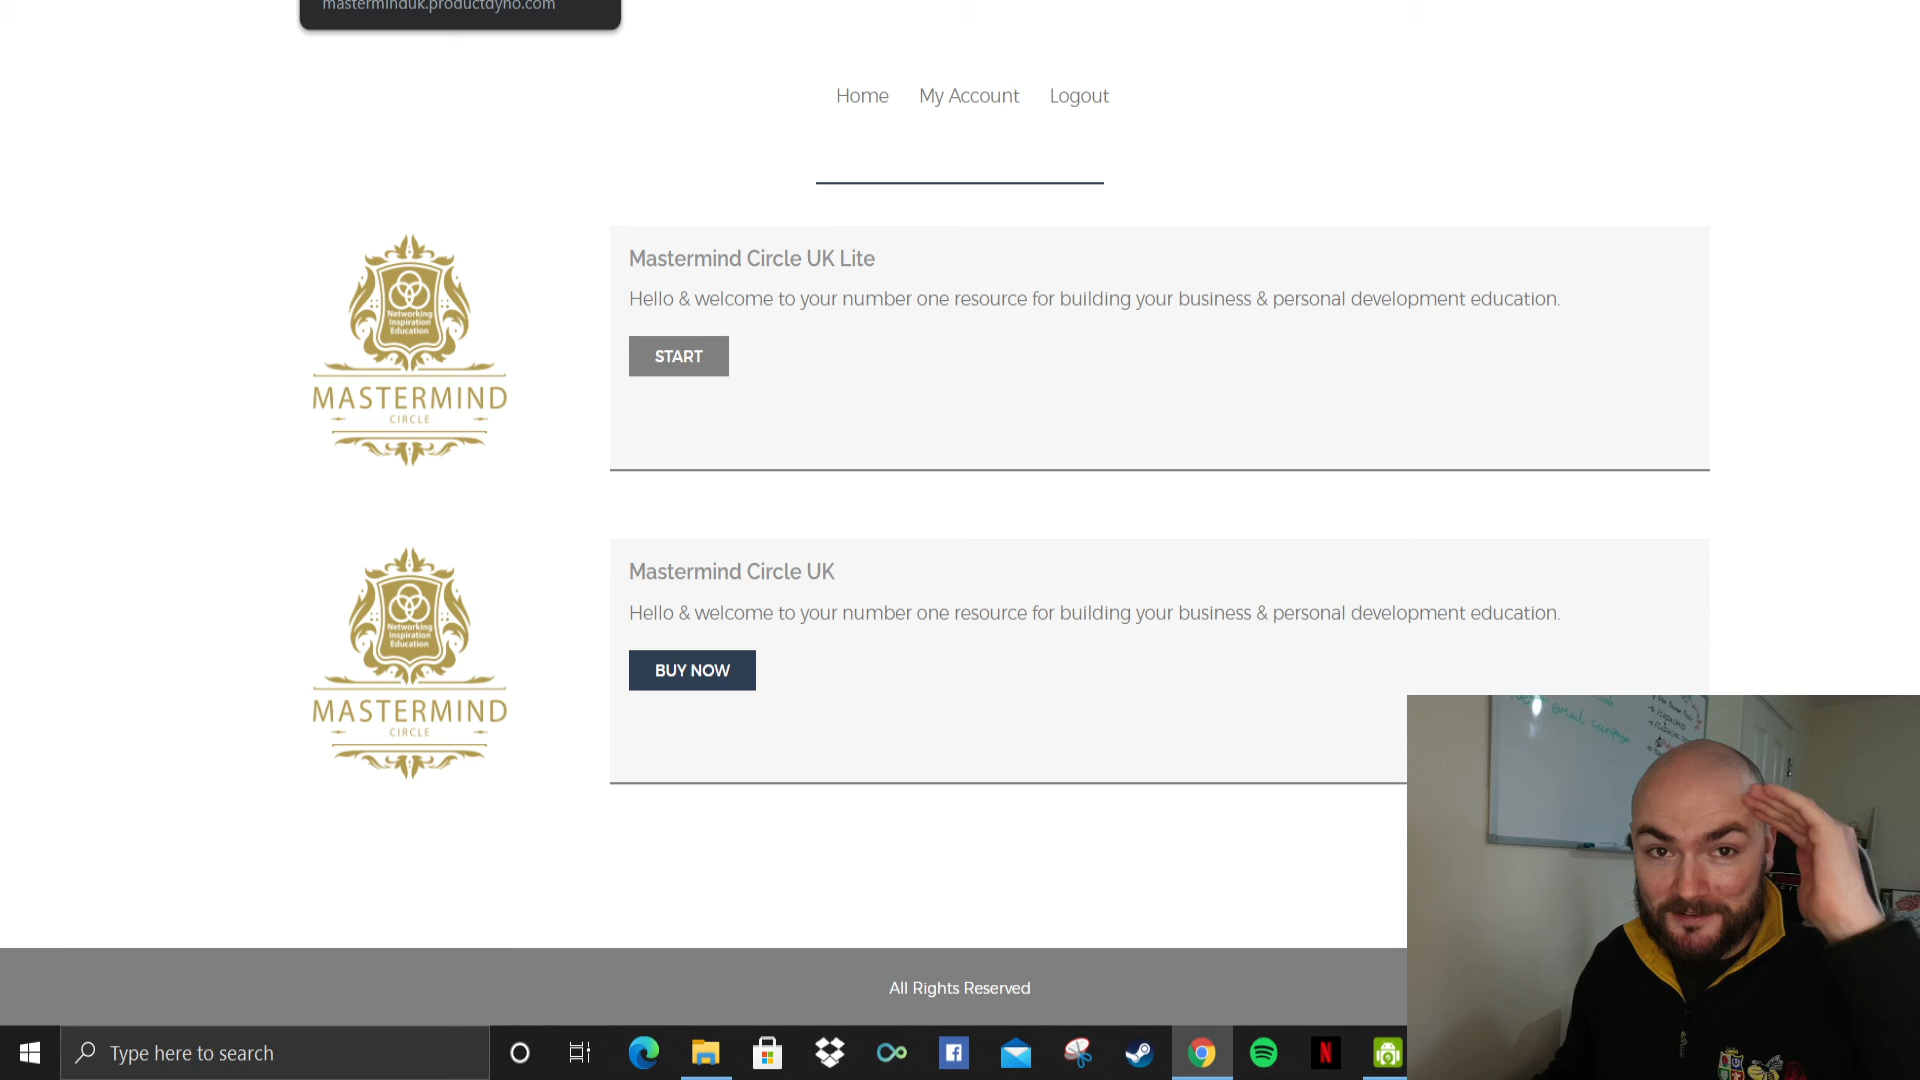 masterminduk.productdyno.com
Home My Account Logout
Networking
Inspiration
Education
MASTERMIND
CIRCLE
Mastermind Circle UK Lite
Hello & welcome to your number one resource for building your business & personal development education.
START
Networking
Inspiration
Education
MASTERMIND
CIRCLE
Mastermind Circle UK
Hello & welcome to your number one resource for building your business & personal development education.
BUY NOW
email campaign
All Rights Reserved
Type here to search